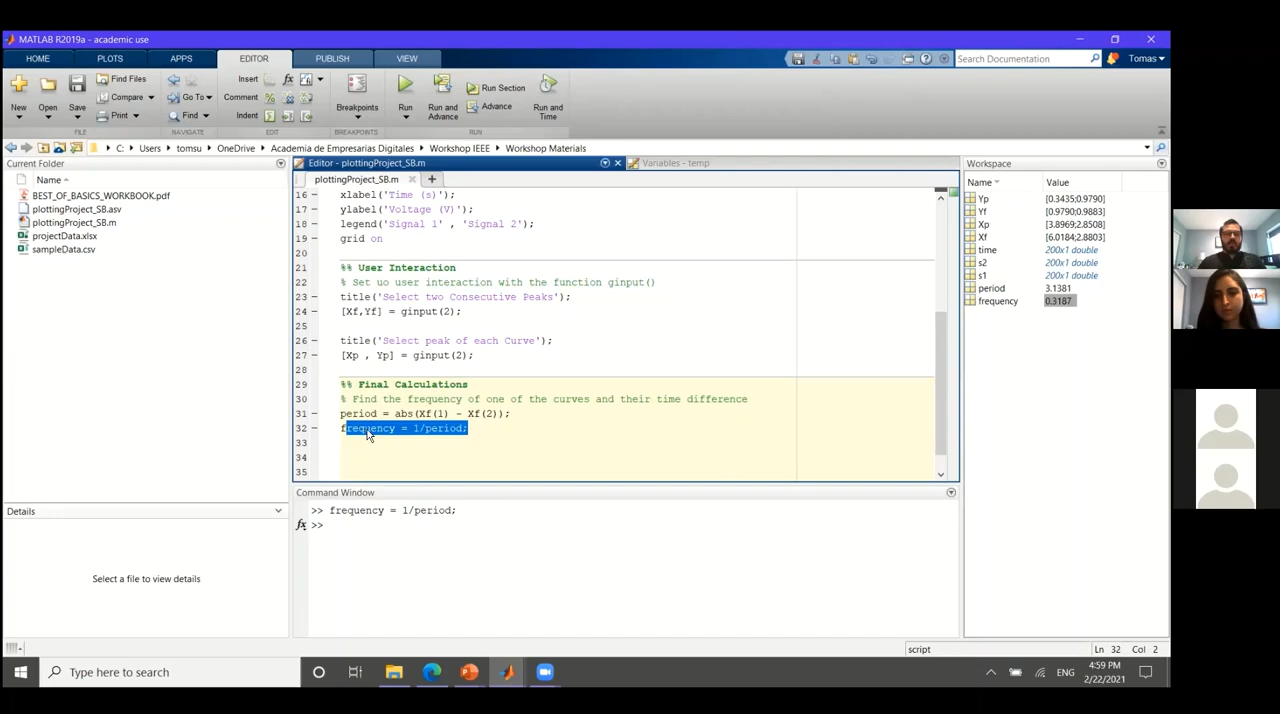 MATLAB R2019a - academic use
HOME PLOTS APPS EDITOR PUBLISH VIEW
Search Documentation Tomas
New Open Save Find Files Compare Print
FILE
Go To Find
NAVIGATE
Insert fx Comment Indent
EDIT
Breakpoints
BREAKPOINTS
Run Run and Advance Run Section Advance Run and Time
RUN
C: Users tomsu OneDrive Academia de Empresarias Digitales Workshop IEEE Workshop Materials
Current Folder
Name
BEST_OF_BASICS_WORKBOOK.pdf
plottingProject_SB.asv
plottingProject_SB.m
projectData.xlsx
sampleData.csv
Details
Select a file to view details
Editor - plottingProject_SB.m
Variables - temp
plottingProject_SB.m
16 xlabel('Time (s)');
17 ylabel('Voltage (V)');
18 legend('Signal 1' , 'Signal 2');
19 grid on
20
21 %% User Interaction
22 % Set uo user interaction with the function ginput()
23 title('Select two Consecutive Peaks');
24 [Xf,Yf] = ginput(2);
25
26 title('Select peak of each Curve');
27 [Xp , Yp] = ginput(2);
28
29 %% Final Calculations
30 % Find the frequency of one of the curves and their time difference
31 period = abs(Xf(1) - Xf(2));
32 frequency = 1/period;
33
34
35
Command Window
>> frequency = 1/period;
fx >>
Workspace
Name Value
Yp [0.3435;0.9790]
Yf [0.9790;0.9883]
Xp [3.8969;2.8508]
Xf [6.0184;2.8803]
time 200x1 double
s2 200x1 double
s1 200x1 double
period 3.1381
frequency 0.3187
script Ln 32 Col 2
Type here to search
ENG
4:59 PM
2/22/2021